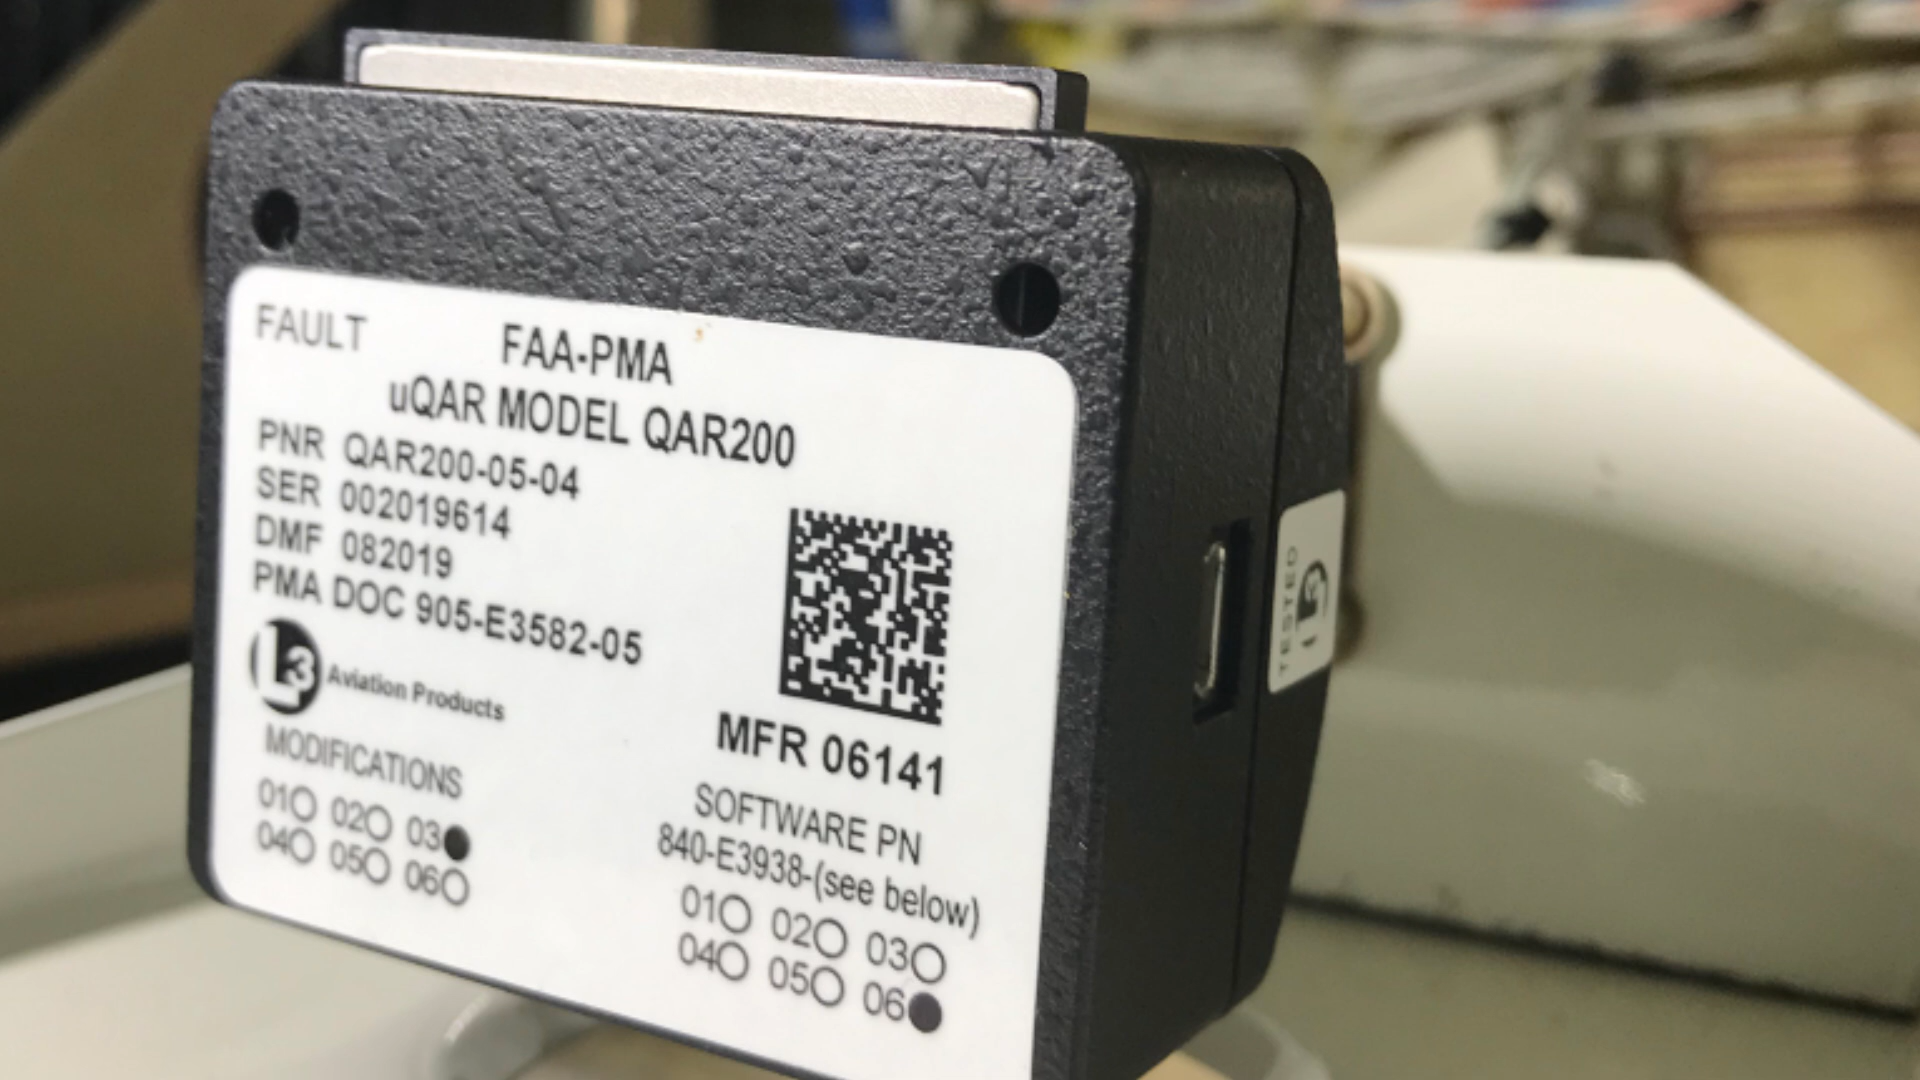 FAULT
FAA-PMA
uQAR MODEL QAR200
PNR QAR200-05-04
SER 002019614
DMF 082019
PMA DOC 905-E3582-05
L3 Aviation Products
MFR 06141
MODIFICATIONS
01 02 03
04 05 06
SOFTWARE PN
840-E3938-(see below)
01 02 03
04 05 06
TESTED
L3